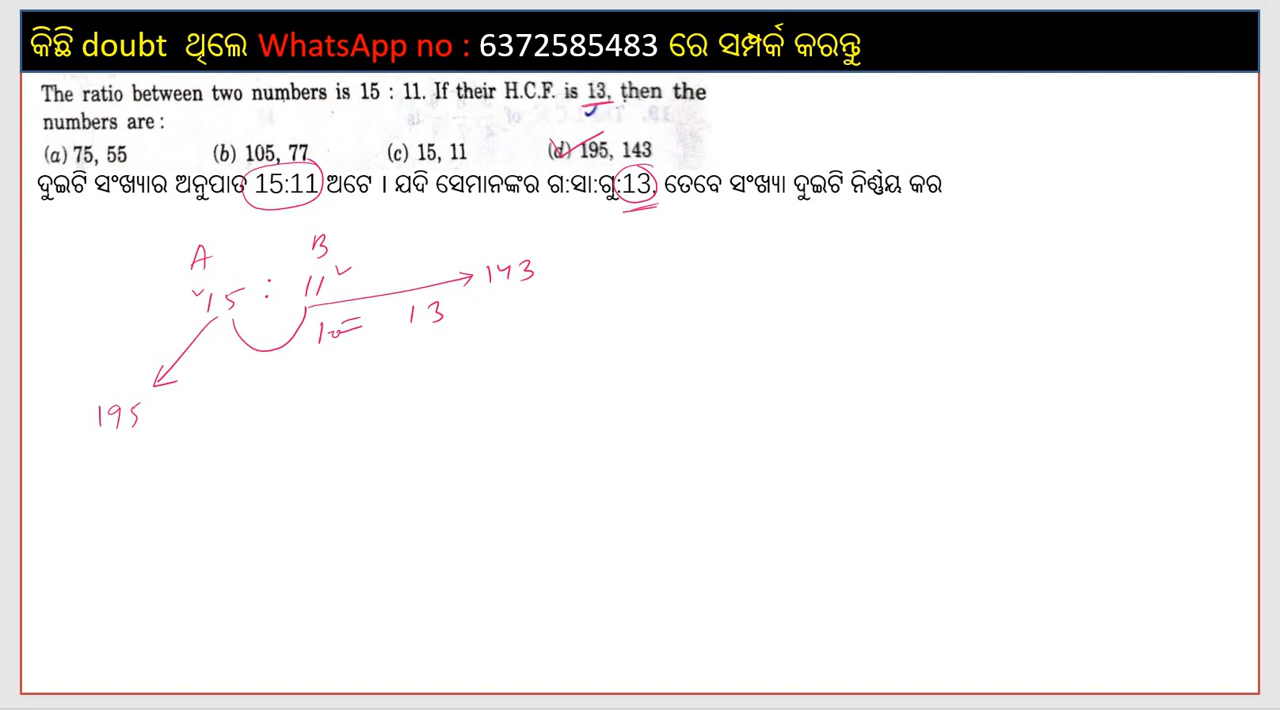 କିଛି doubt ଥିଲେ WhatsApp no : 6372585483 ରେ ସମ୍ପର୍କ କରନ୍ତୁ
The ratio between two numbers is 15 : 11. If their H.C.F. is 13, then the
numbers are :
(a) 75, 55 (b) 105, 77 (c) 15, 11 (d) 195, 143
ଦୁଇଟି ସଂଖ୍ୟାର ଅନୁପାତ 15:11 ଅଟେ । ଯଦି ସେମାନଙ୍କର ଗ:ସା:ଗୁ:13, ତେବେ ସଂଖ୍ୟା ଦୁଇଟି ନିର୍ଣ୍ଣୟ କର
A B
15 : 11 143
13
195